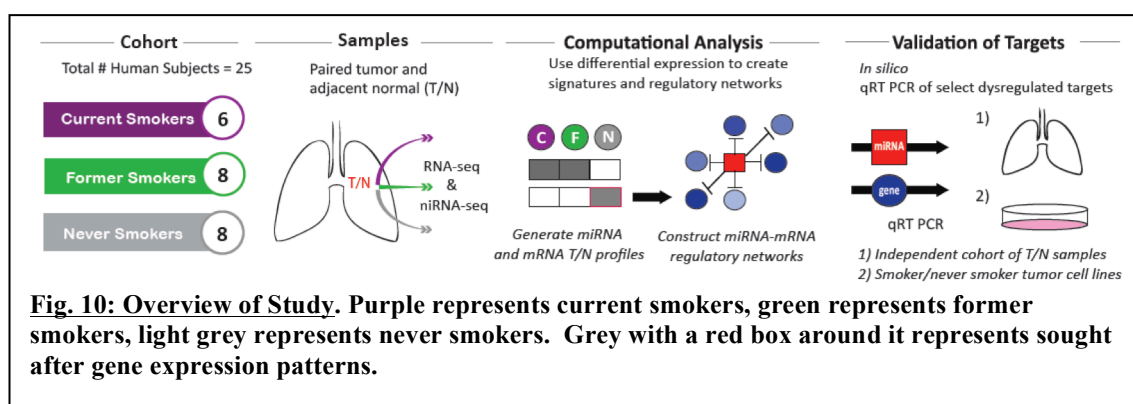 Cohort
Total # Human Subjects = 25
Current Smokers 6
Former Smokers 8
Never Smokers 8
Samples
Paired tumor and
adjacent normal (T/N)
T/N
RNA-seq
&
niRNA-seq
Computational Analysis
Use differential expression to create
signatures and regulatory networks
C F N
Generate miRNA
and mRNA T/N profiles
Construct miRNA-mRNA
regulatory networks
Validation of Targets
In silico
qRT PCR of select dysregulated targets
miRNA
gene
qRT PCR
1)
2)
1) Independent cohort of T/N samples
2) Smoker/never smoker tumor cell lines
Fig. 10: Overview of Study. Purple represents current smokers, green represents former
smokers, light grey represents never smokers. Grey with a red box around it represents sought
after gene expression patterns.